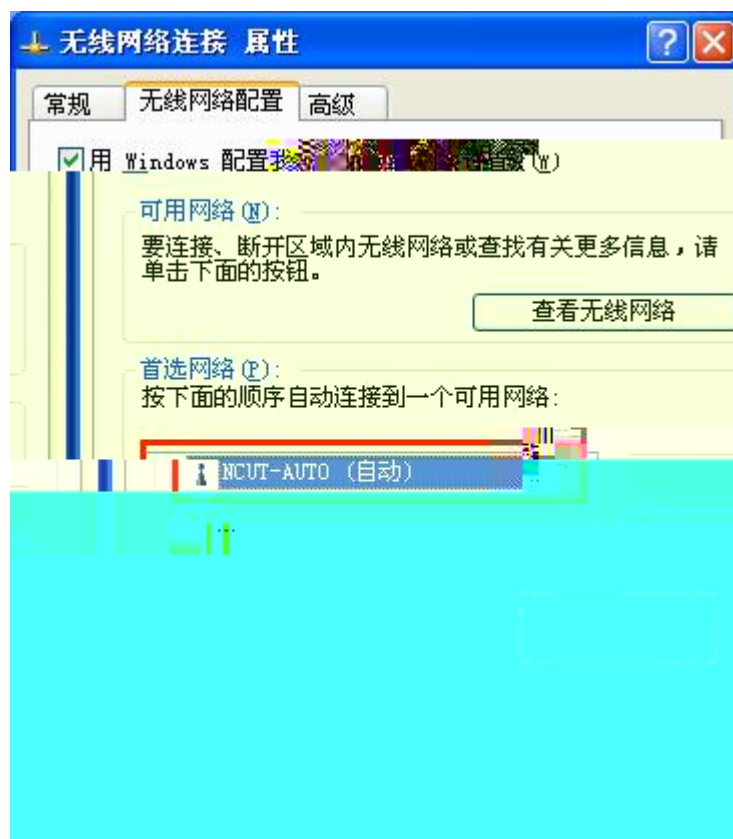 无线网络连接 属性
常规 无线网络配置 高级
用 Windows 配置我 (W)
可用网络(N):
要连接、断开区域内无线网络或查找有关更多信息，请
单击下面的按钮。
查看无线网络
首选网络(P):
按下面的顺序自动连接到一个可用网络:
NCUT-AUTO (自动)